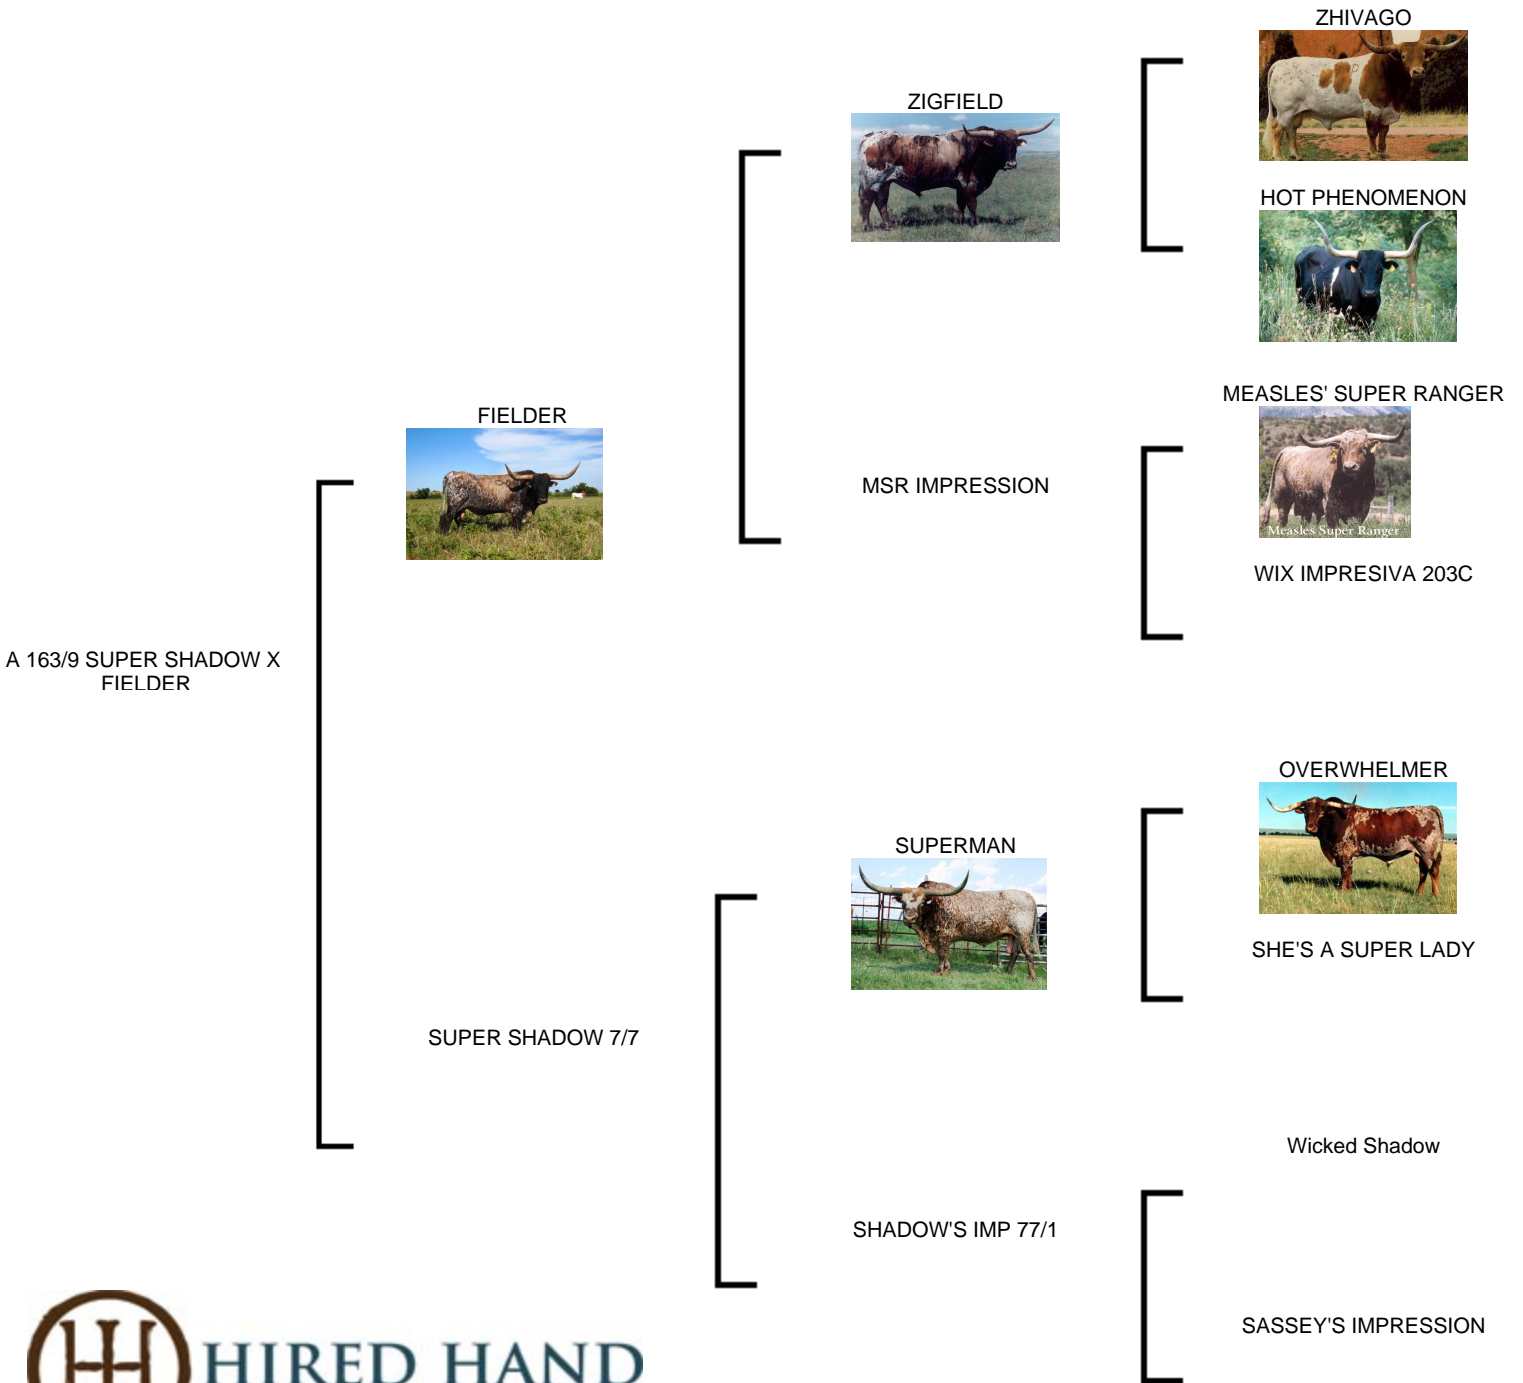 ZHIVAGO
ZIGFIELD
HOT PHENOMENON
MEASLES' SUPER RANGER
FIELDER
MSR IMPRESSION
Measles Super Ranger
WIX IMPRESIVA 203C
A 163/9 SUPER SHADOW X
FIELDER
OVERWHELMER
SUPERMAN
SHE'S A SUPER LADY
SUPER SHADOW 7/7
Wicked Shadow
SHADOW'S IMP 77/1
SASSEY'S IMPRESSION
HIRED HAND